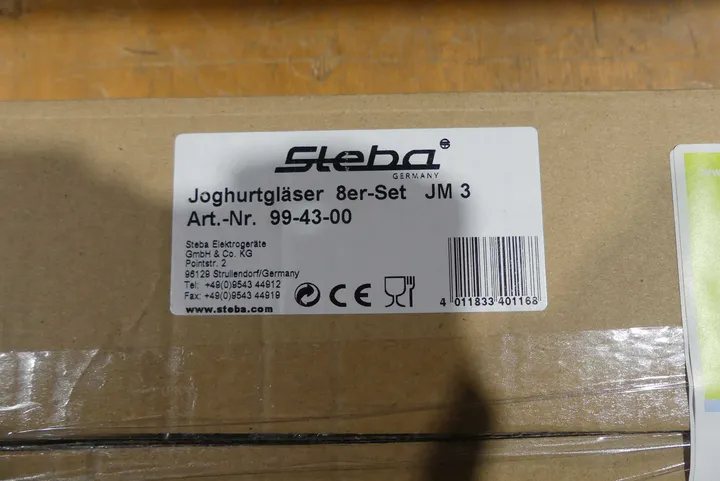 Steba
GERMANY
Joghurtgläser 8er-Set JM 3
Art.-Nr. 99-43-00
Steba Elektrogeräte
GmbH & Co. KG
Pointstr. 2
96129 Strullendorf/Germany
Tel: +49(0)9543 44912
Fax: +49(0)9543 44919
www.steba.com
CE
4 011833 401168